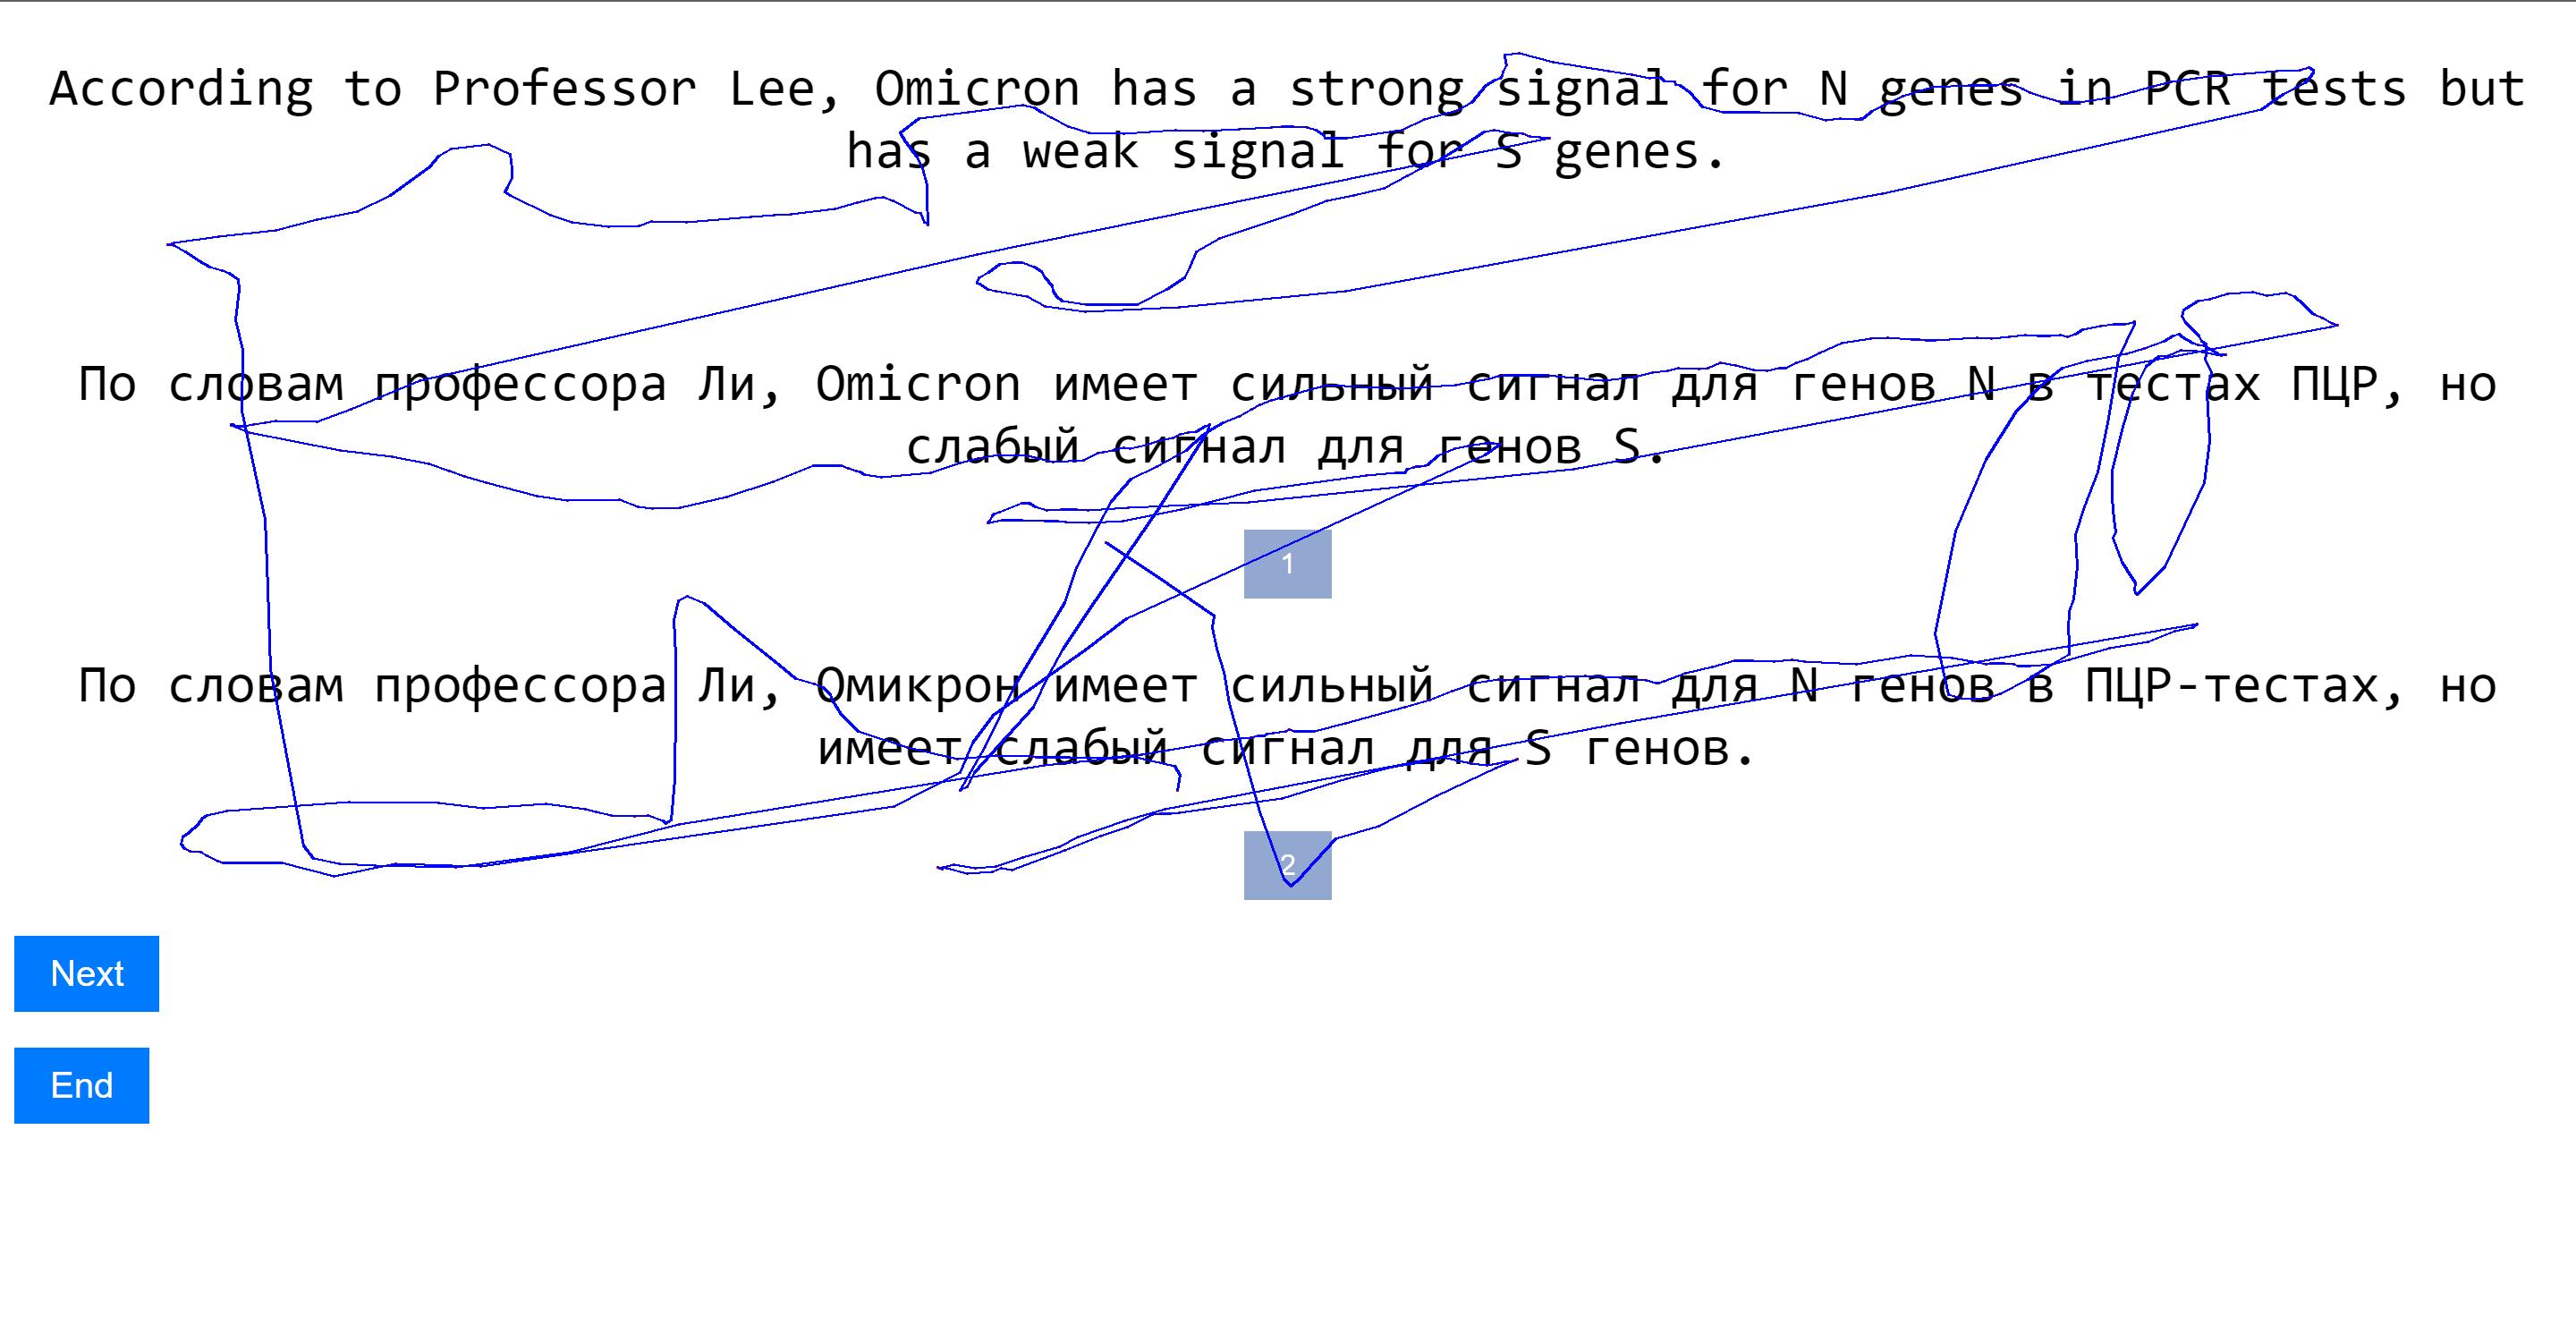 According to Professor Lee, Omicron has a strong signal for N genes in PCR tests but
has a weak signal for S genes.
По словам профессора Ли, Omicron имеет сильный сигнал для генов N в тестах ПЦР, но
слабый сигнал для генов S.
1
По словам профессора Ли, Омикрон имеет сильный сигнал для N генов в ПЦР-тестах, но
имеет слабый сигнал для S генов.
2
Next
End